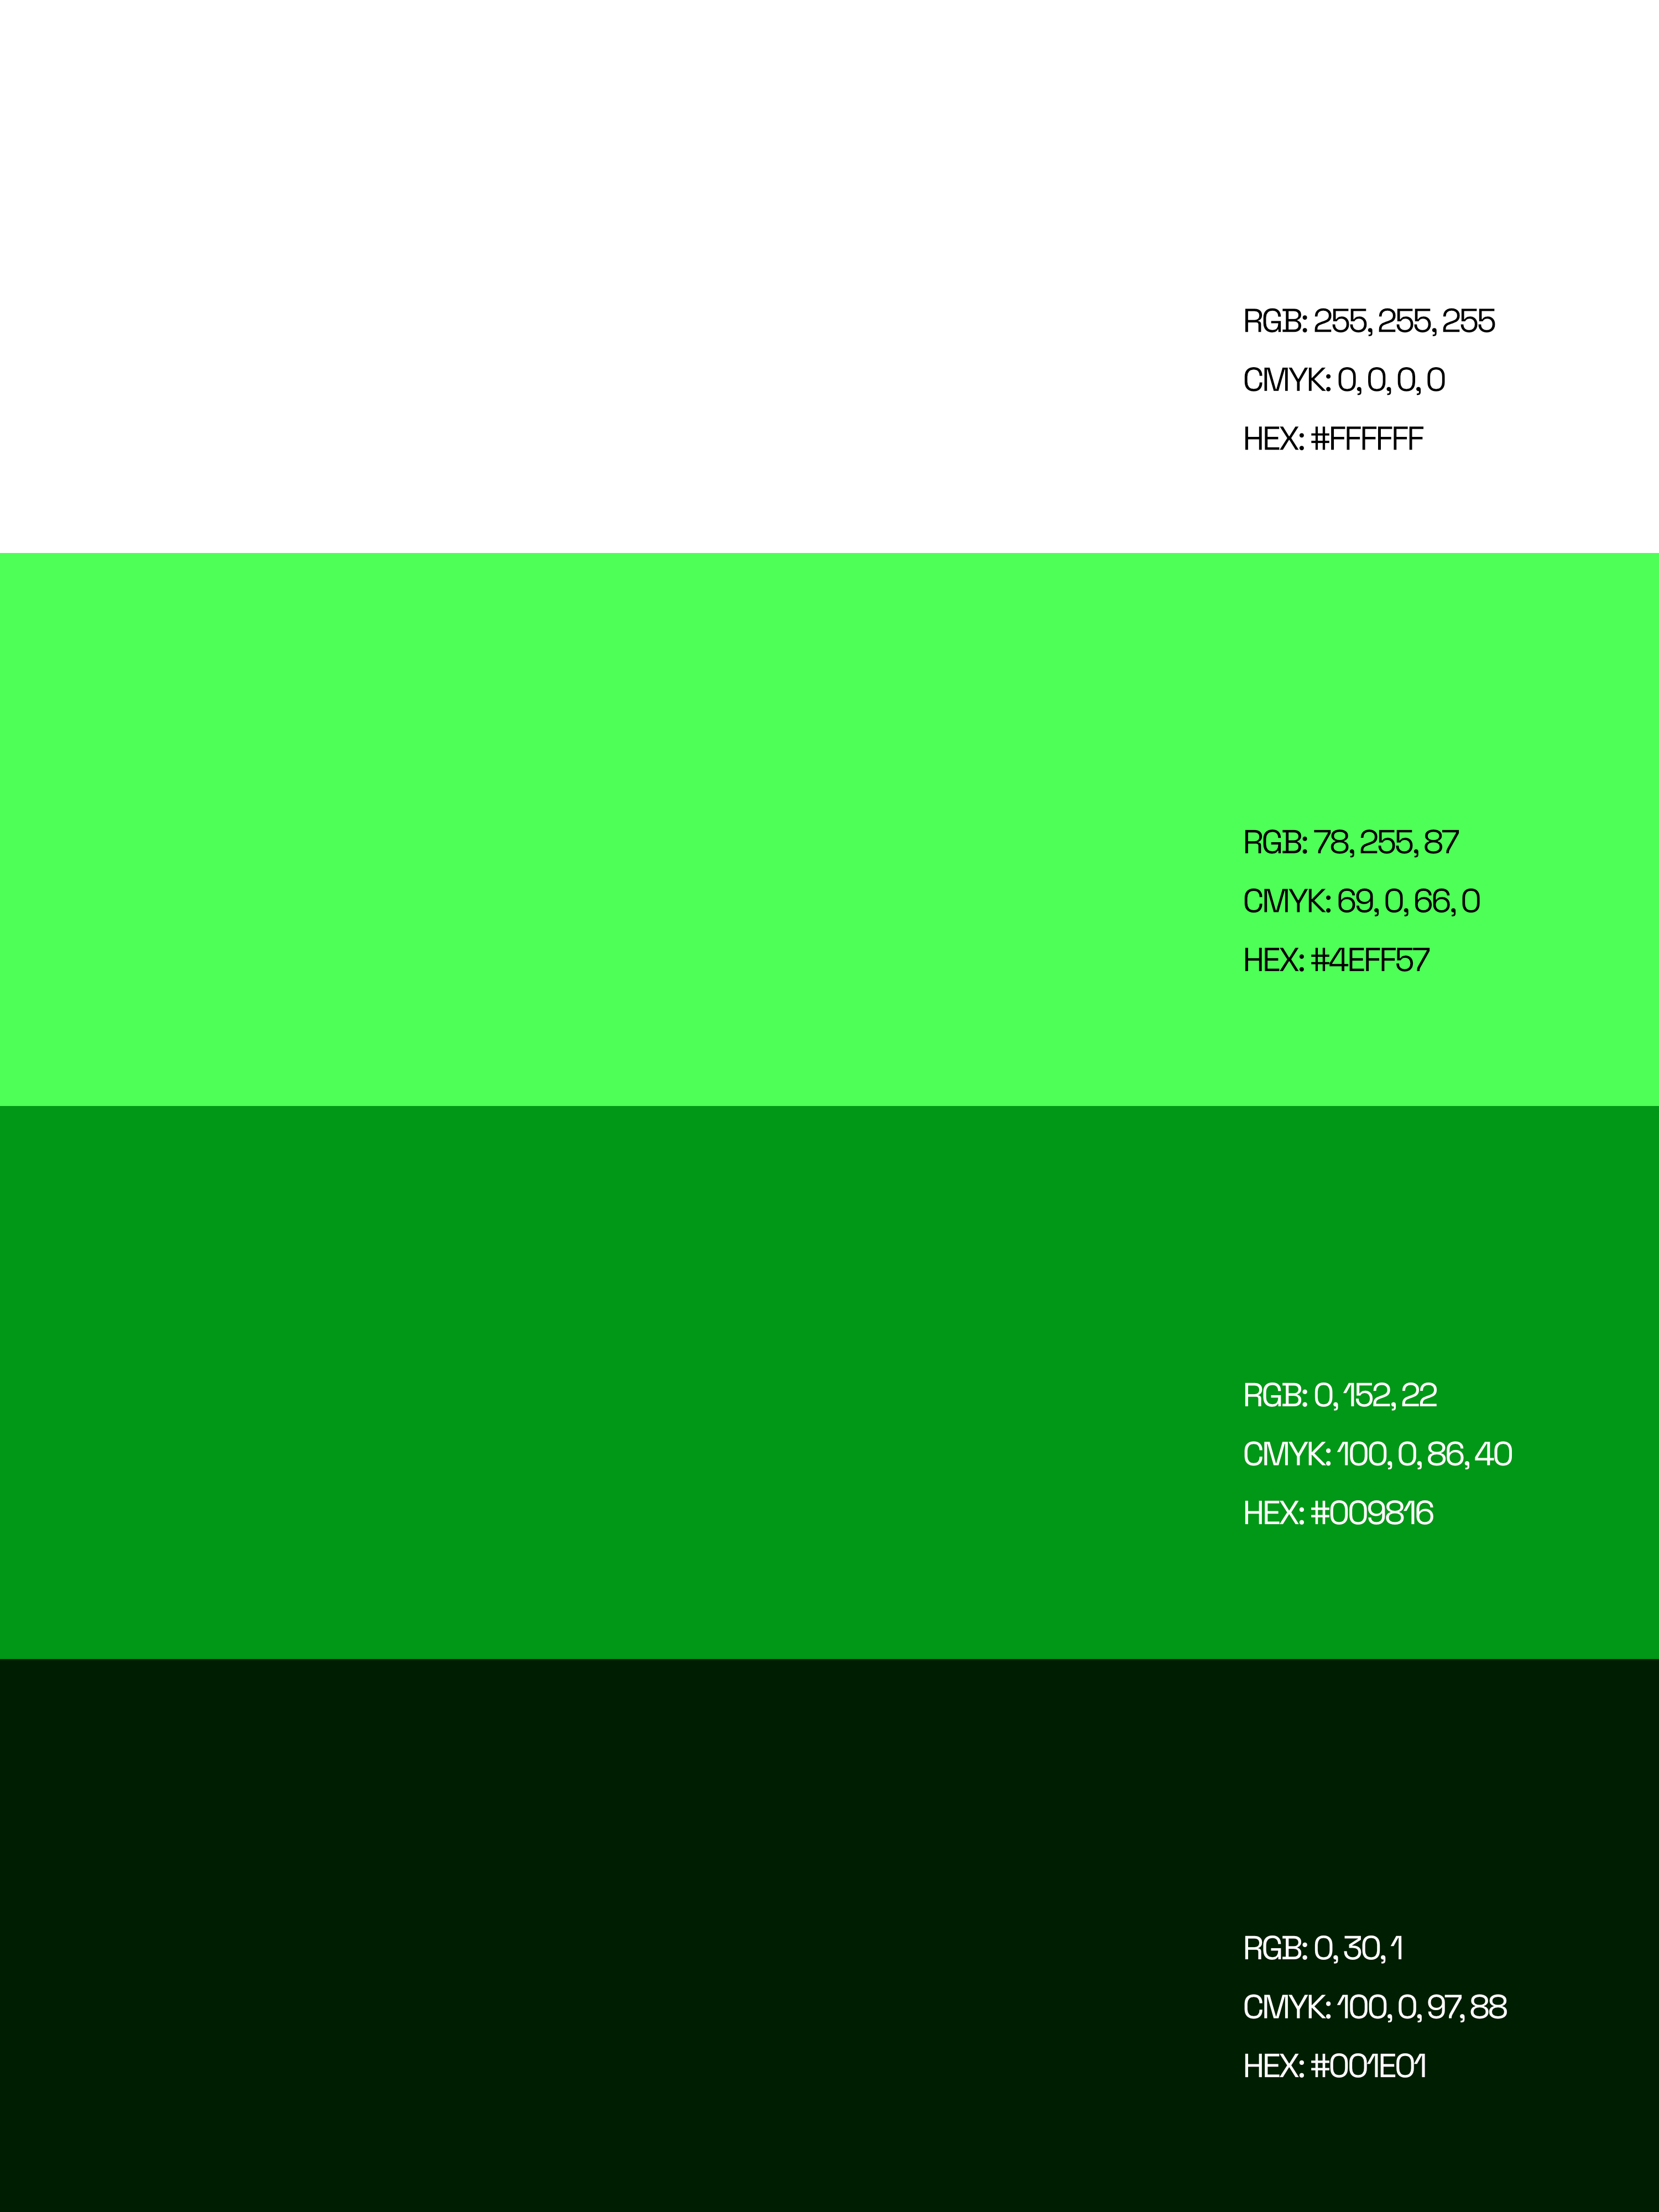 RGB: 255, 255, 255
CMYK: 0, 0, 0, 0
HEX: #FFFFFF
RGB: 78, 255, 87
CMYK: 69, 0, 66, 0
HEX: #4EFF57
RGB: 0, 152, 22
CMYK: 100, 0, 86, 40
HEX: #009816
RGB: 0, 30, 1
CMYK: 100, 0, 97, 88
HEX: #001E01